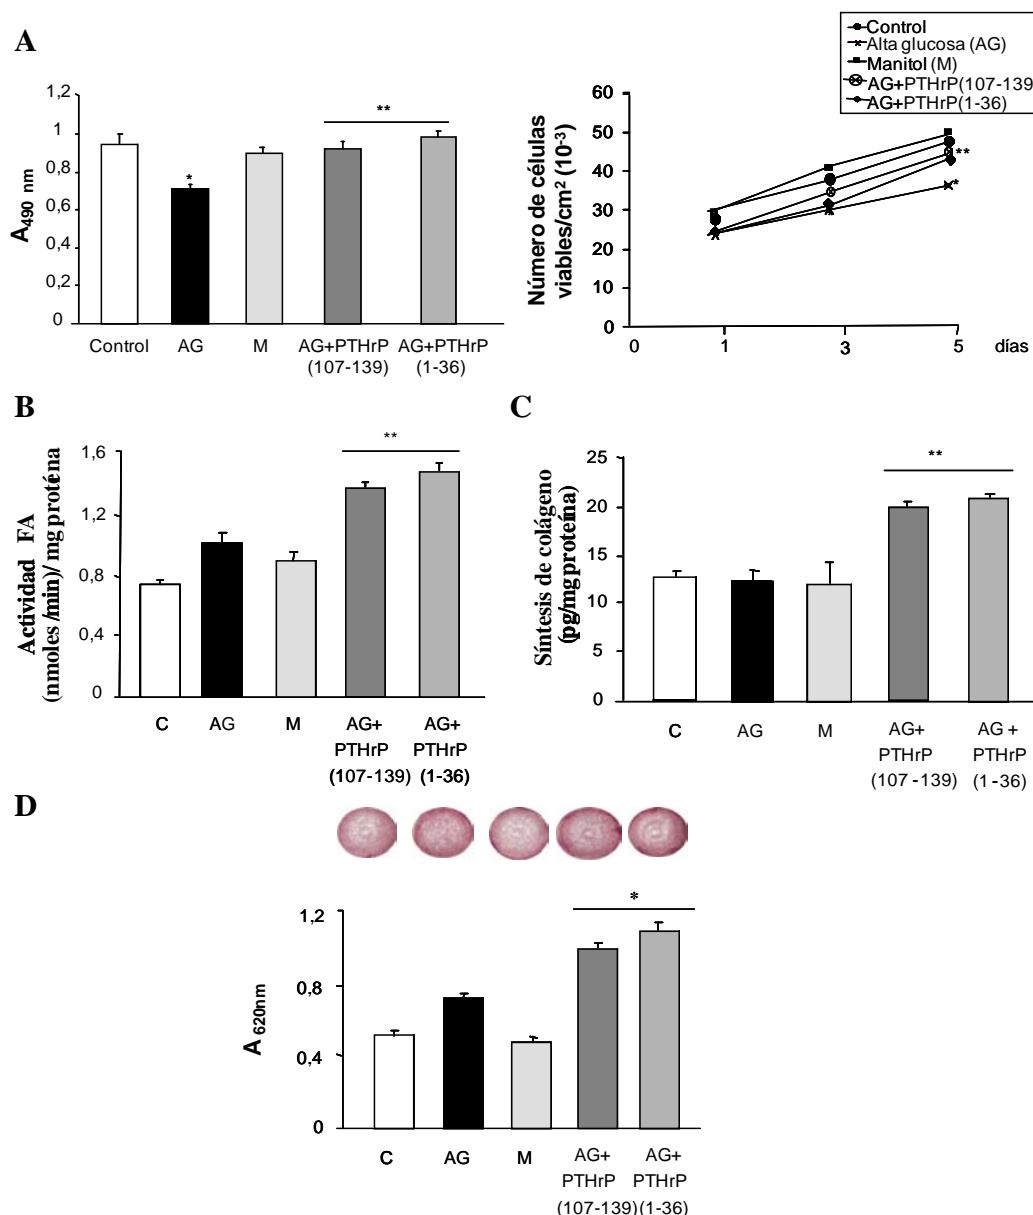 A
Control
Alta glucosa (AG)
Manitol (M)
AG+PTHrP(107-139
AG+PTHrP(1-36)
1,2
1
0,8
0,6
0,4
0,2
0
A490 nm
*
**
Control
AG
M
AG+PTHrP
(107-139)
AG+PTHrP
(1-36)
60
50
40
30
20
10
0
Número de células
viables/cm² (10⁻³)
**
*
0
1
3
5
días
B
1,6
1,2
0,8
0,4
0
Actividad FA
(nmoles /min)/ mg proténa
**
C
AG
M
AG+
PTHrP
(107-139)
AG+
PTHrP
(1-36)
C
25
20
15
10
5
0
Síntesis de colágeno
(pg/mg proteína)
**
C
AG
M
AG+
PTHrP
(107 -139)
AG +
PTHrP
(1 -36)
D
1,2
0,8
0,4
0
A 620nm
*
C
AG
M
AG+
PTHrP
(107-139)
AG+
PTHrP
(1-36)